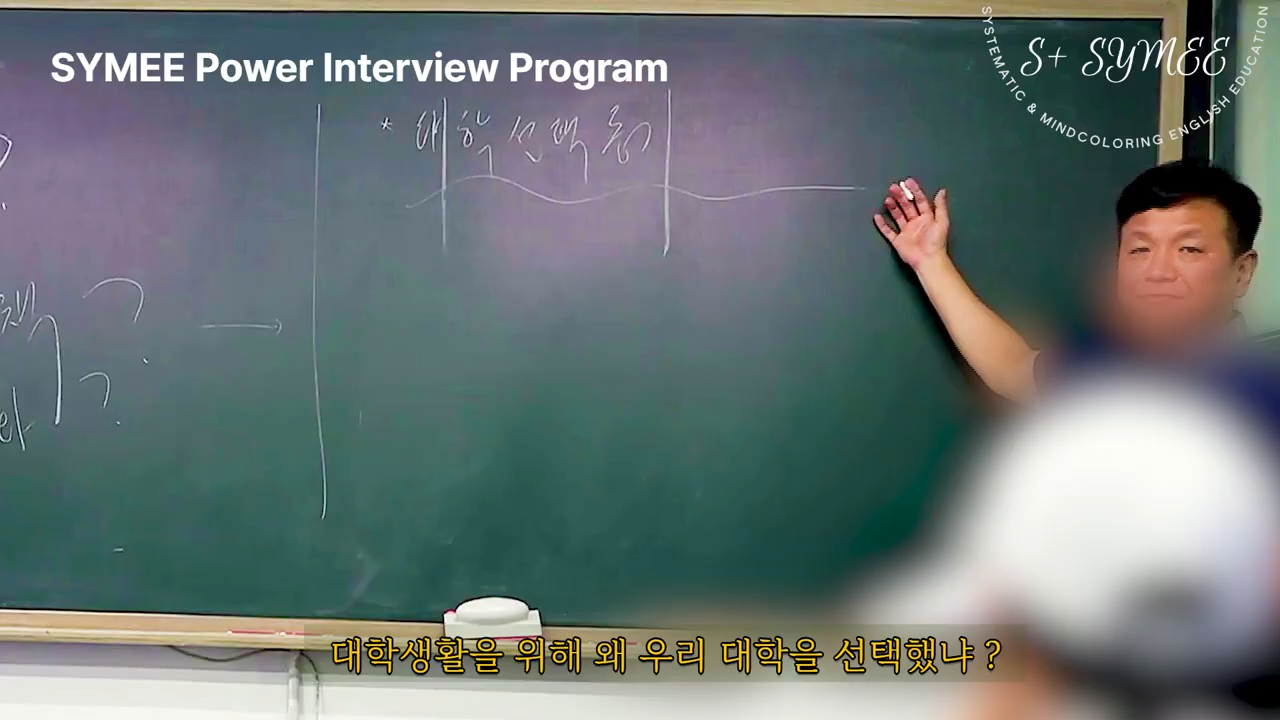 SYMEE Power Interview Program
S+ SYMEE
SYSTEMATIC & MINDCOLORING ENGLISH EDUCATION
* 대학 선택 동기
?
?
대학생활을 위해 왜 우리 대학을 선택했냐 ?